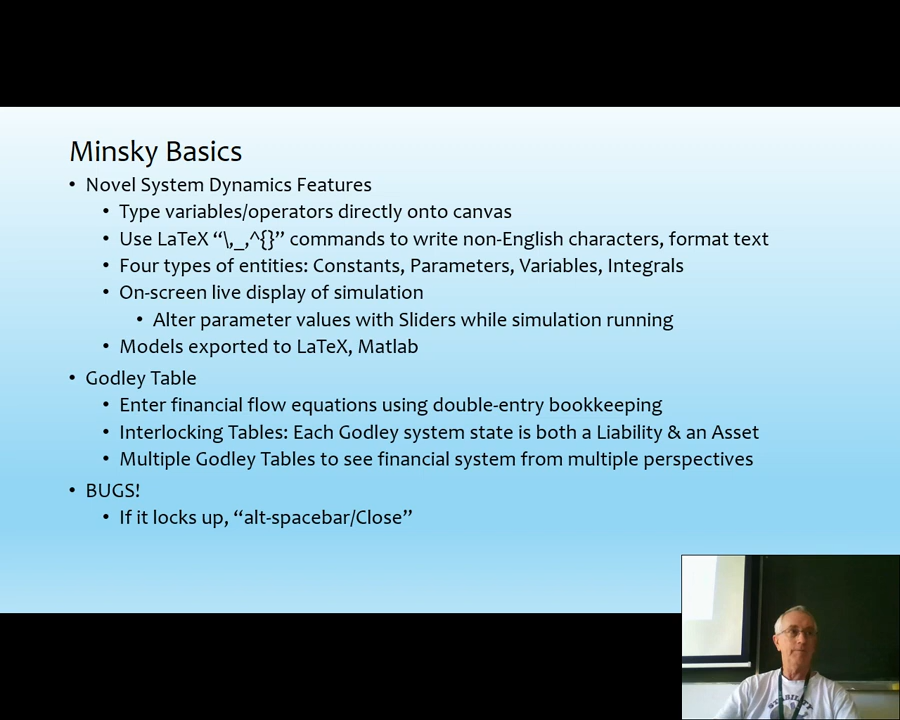 Minsky Basics
• Novel System Dynamics Features
• Type variables/operators directly onto canvas
• Use LaTeX “\,_,^{}” commands to write non-English characters, format text
• Four types of entities: Constants, Parameters, Variables, Integrals
• On-screen live display of simulation
• Alter parameter values with Sliders while simulation running
• Models exported to LaTeX, Matlab
• Godley Table
• Enter financial flow equations using double-entry bookkeeping
• Interlocking Tables: Each Godley system state is both a Liability & an Asset
• Multiple Godley Tables to see financial system from multiple perspectives
• BUGS!
• If it locks up, “alt-spacebar/Close”